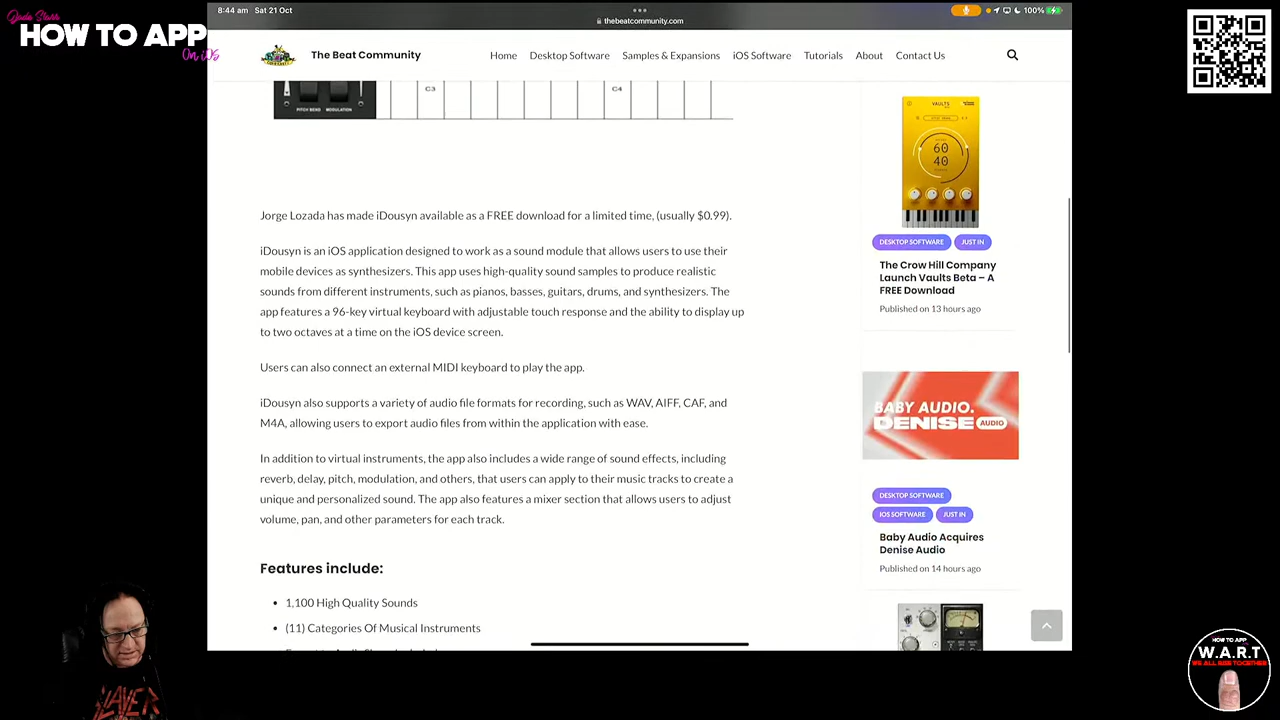 Jade Starr
HOW TO APP
On iOS
8:44 am Sat 21 Oct
100%
thebeatcommunity.com
The Beat Community
Home Desktop Software Samples & Expansions iOS Software Tutorials About Contact Us
C3 C4
PITCH BEND MODULATION
Jorge Lozada has made iDousyn available as a FREE download for a limited time, (usually $0.99).
iDousyn is an iOS application designed to work as a sound module that allows users to use their
mobile devices as synthesizers. This app uses high-quality sound samples to produce realistic
sounds from different instruments, such as pianos, basses, guitars, drums, and synthesizers. The
app features a 96-key virtual keyboard with adjustable touch response and the ability to display up
to two octaves at a time on the iOS device screen.
Users can also connect an external MIDI keyboard to play the app.
iDousyn also supports a variety of audio file formats for recording, such as WAV, AIFF, CAF, and
M4A, allowing users to export audio files from within the application with ease.
In addition to virtual instruments, the app also includes a wide range of sound effects, including
reverb, delay, pitch, modulation, and others, that users can apply to their music tracks to create a
unique and personalized sound. The app also features a mixer section that allows users to adjust
volume, pan, and other parameters for each track.
Features include:
• 1,100 High Quality Sounds
• (11) Categories Of Musical Instruments
VAULTS
60
40
DESKTOP SOFTWARE JUST IN
The Crow Hill Company
Launch Vaults Beta – A
FREE Download
Published on 13 hours ago
BABY AUDIO.
DENISE AUDIO
DESKTOP SOFTWARE
IOS SOFTWARE JUST IN
Baby Audio Acquires
Denise Audio
Published on 14 hours ago
SLAYER
HOW TO APP
W.A.R.T
WE ALL RISE TOGETHER